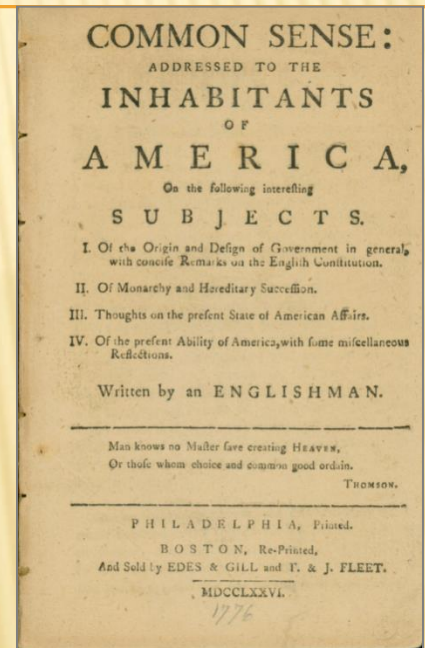 COMMON SENSE:
ADDRESSED TO THE
INHABITANTS
OF
AMERICA,
On the following intereſting
SUBJECTS.
I. Of the Origin and Deſign of Government in general,
with conciſe Remarks on the Engliſh Conſtitution.
II. Of Monarchy and Hereditary Succeſſion.
III. Thoughts on the preſent State of American Affairs.
IV. Of the preſent Ability of America, with ſome miſcellaneous
Reflections.
Written by an ENGLISHMAN.
Man knows no Maſter ſave creating HEAVEN,
Or thoſe whom choice and common good ordain.
THOMSON.
PHILADELPHIA, Printed.
BOSTON, Re-Printed,
And Sold by EDES & GILL and T. & J. FLEET.
MDCCLXXVI.
1776